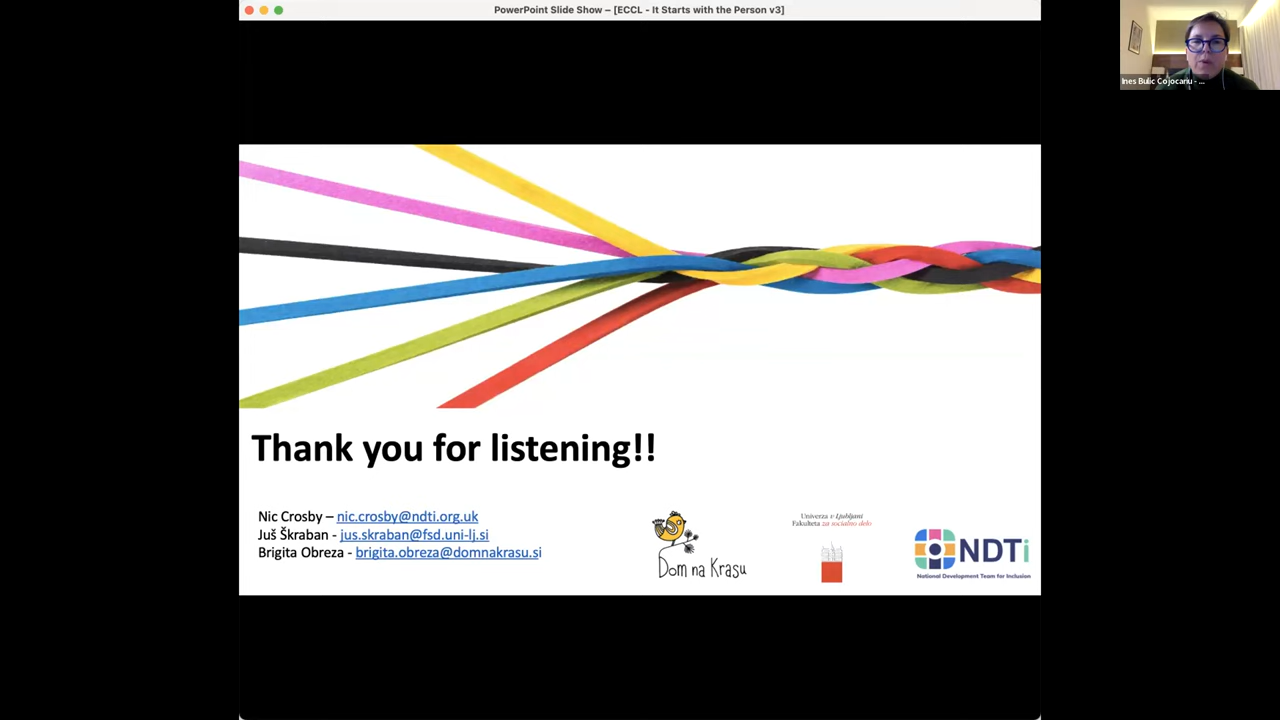 PowerPoint Slide Show – [ECCL - It Starts with the Person v3]
Ines Bulic Cojocariu - ...
Thank you for listening!!
Nic Crosby – nic.crosby@ndti.org.uk
Juš Škraban - jus.skraban@fsd.uni-lj.si
Brigita Obreza - brigita.obreza@domnakrasu.si
Dom na Krasu
Univerza v Ljubljani
Fakulteta za socialno delo
NDTi
National Development Team for Inclusion